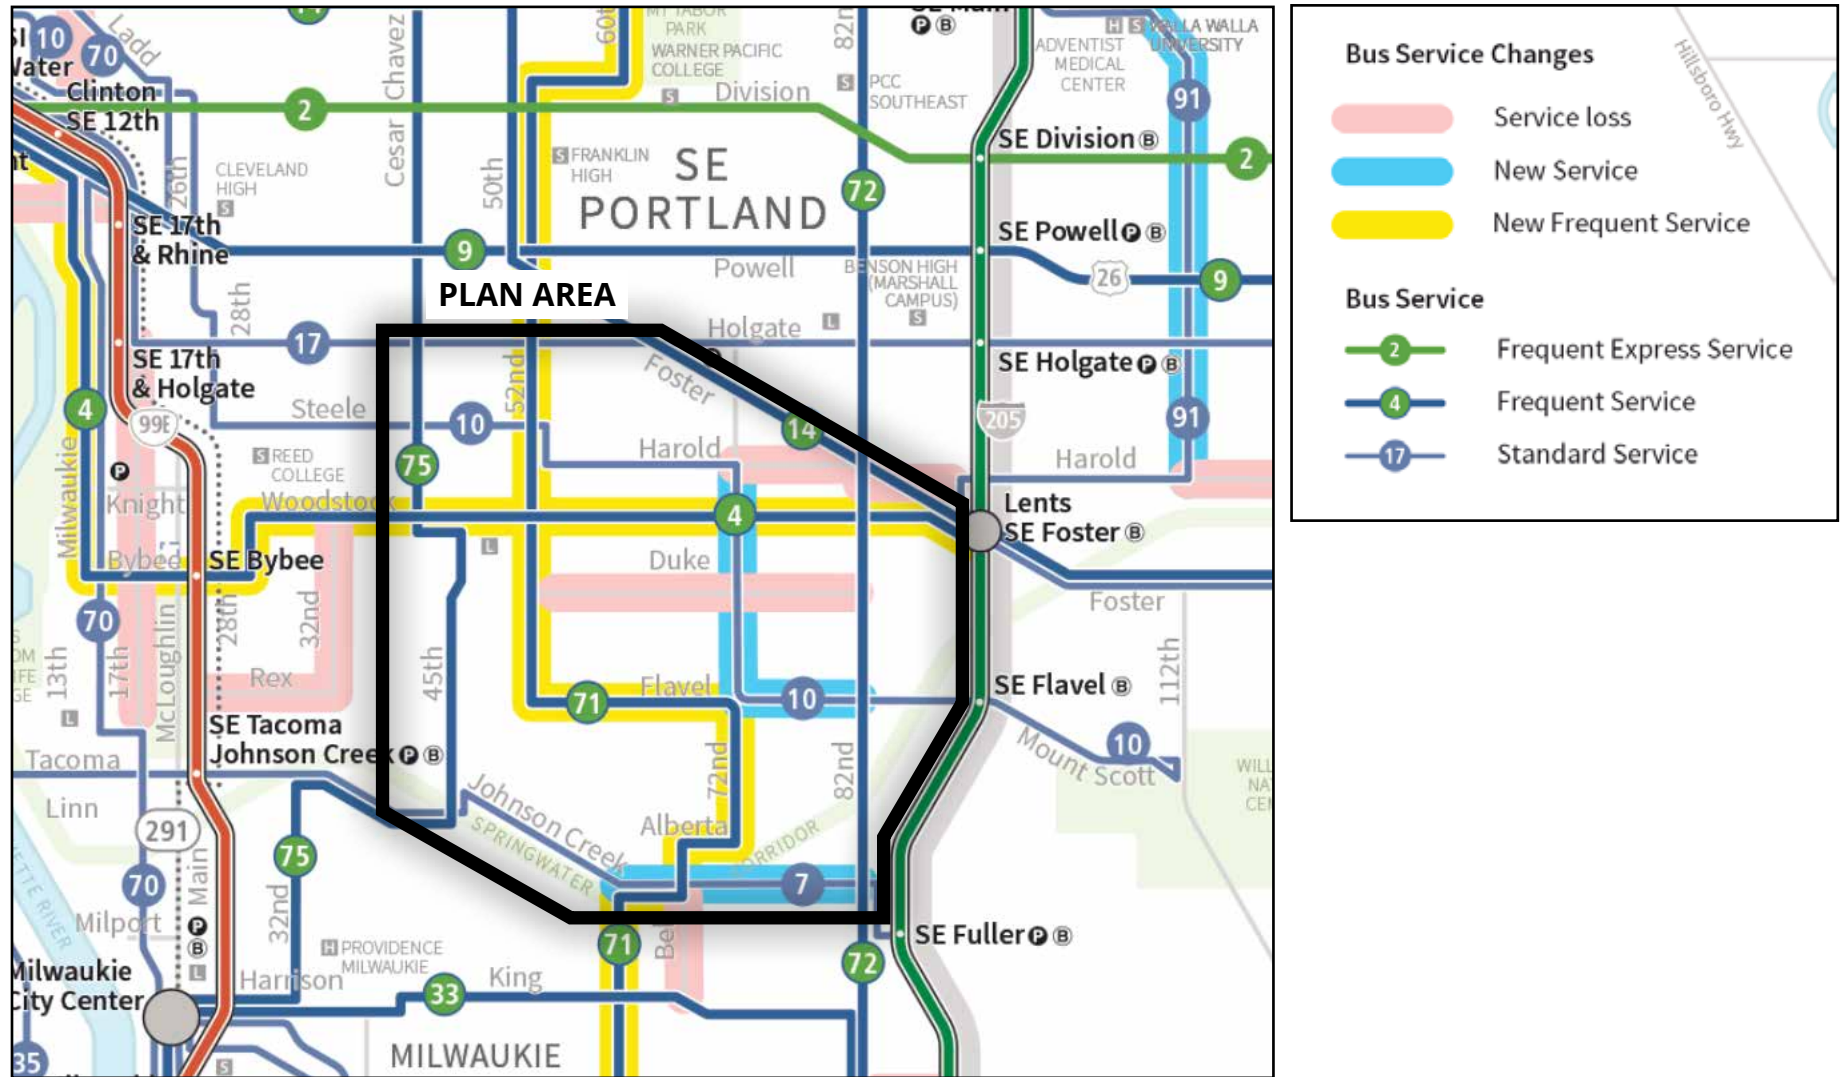 10
70
Ladd
Water
Clinton
SE 12th
2
26th
CLEVELAND
HIGH
S
Cesar Chavez
50th
60th
MT TABOR
PARK
WARNER PACIFIC
COLLEGE
S
Division
82n
S PCC
SOUTHEAST
P B
ADVENTIST
MEDICAL
CENTER
H S WALLA WALLA
UNIVERSITY
91
SE Division B
2
S FRANKLIN
HIGH
SE
PORTLAND
72
SE 17th
& Rhine
9
Powell
BENSON HIGH
(MARSHALL
CAMPUS)
S
SE Powell P B
26
9
PLAN AREA
28th
17
Holgate
L
SE Holgate P B
SE 17th
& Holgate
99E
4
Steele
10
52nd
Foster
14
205
91
Milwaukie
P
S REED
COLLEGE
75
Harold
Harold
Knight
Woodstock
4
Lents
SE Foster B
Bybee
SE Bybee
L
Duke
Foster
70
13th
17th
McLoughlin
28th
32nd
Rex
45th
71
Flavel
10
SE Flavel B
112th
L
SE Tacoma
Johnson Creek P B
Tacoma
72nd
82nd
Mount Scott
10
WILL
NA
CEN
Linn
291
Johnson Creek
SPRINGWATER
CORRIDOR
Alberta
75
70
Main
32nd
7
Milport
P
B
L
H PROVIDENCE
MILWAUKIE
71
Bel
72
SE Fuller P B
Milwaukie
City Center
Harrison
33
King
35
S
MILWAUKIE
Bus Service Changes
Service loss
New Service
New Frequent Service
Bus Service
2 Frequent Express Service
4 Frequent Service
17 Standard Service
Hillsboro Hwy